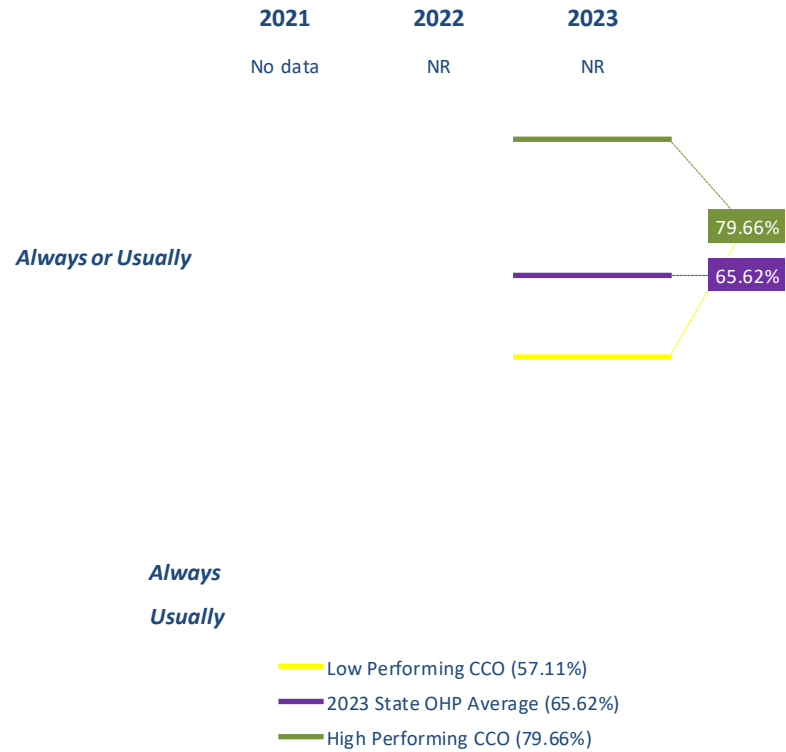 2021 2022 2023
No data NR NR
79.66%
Always or Usually
65.62%
Always
Usually
Low Performing CCO (57.11%)
2023 State OHP Average (65.62%)
High Performing CCO (79.66%)